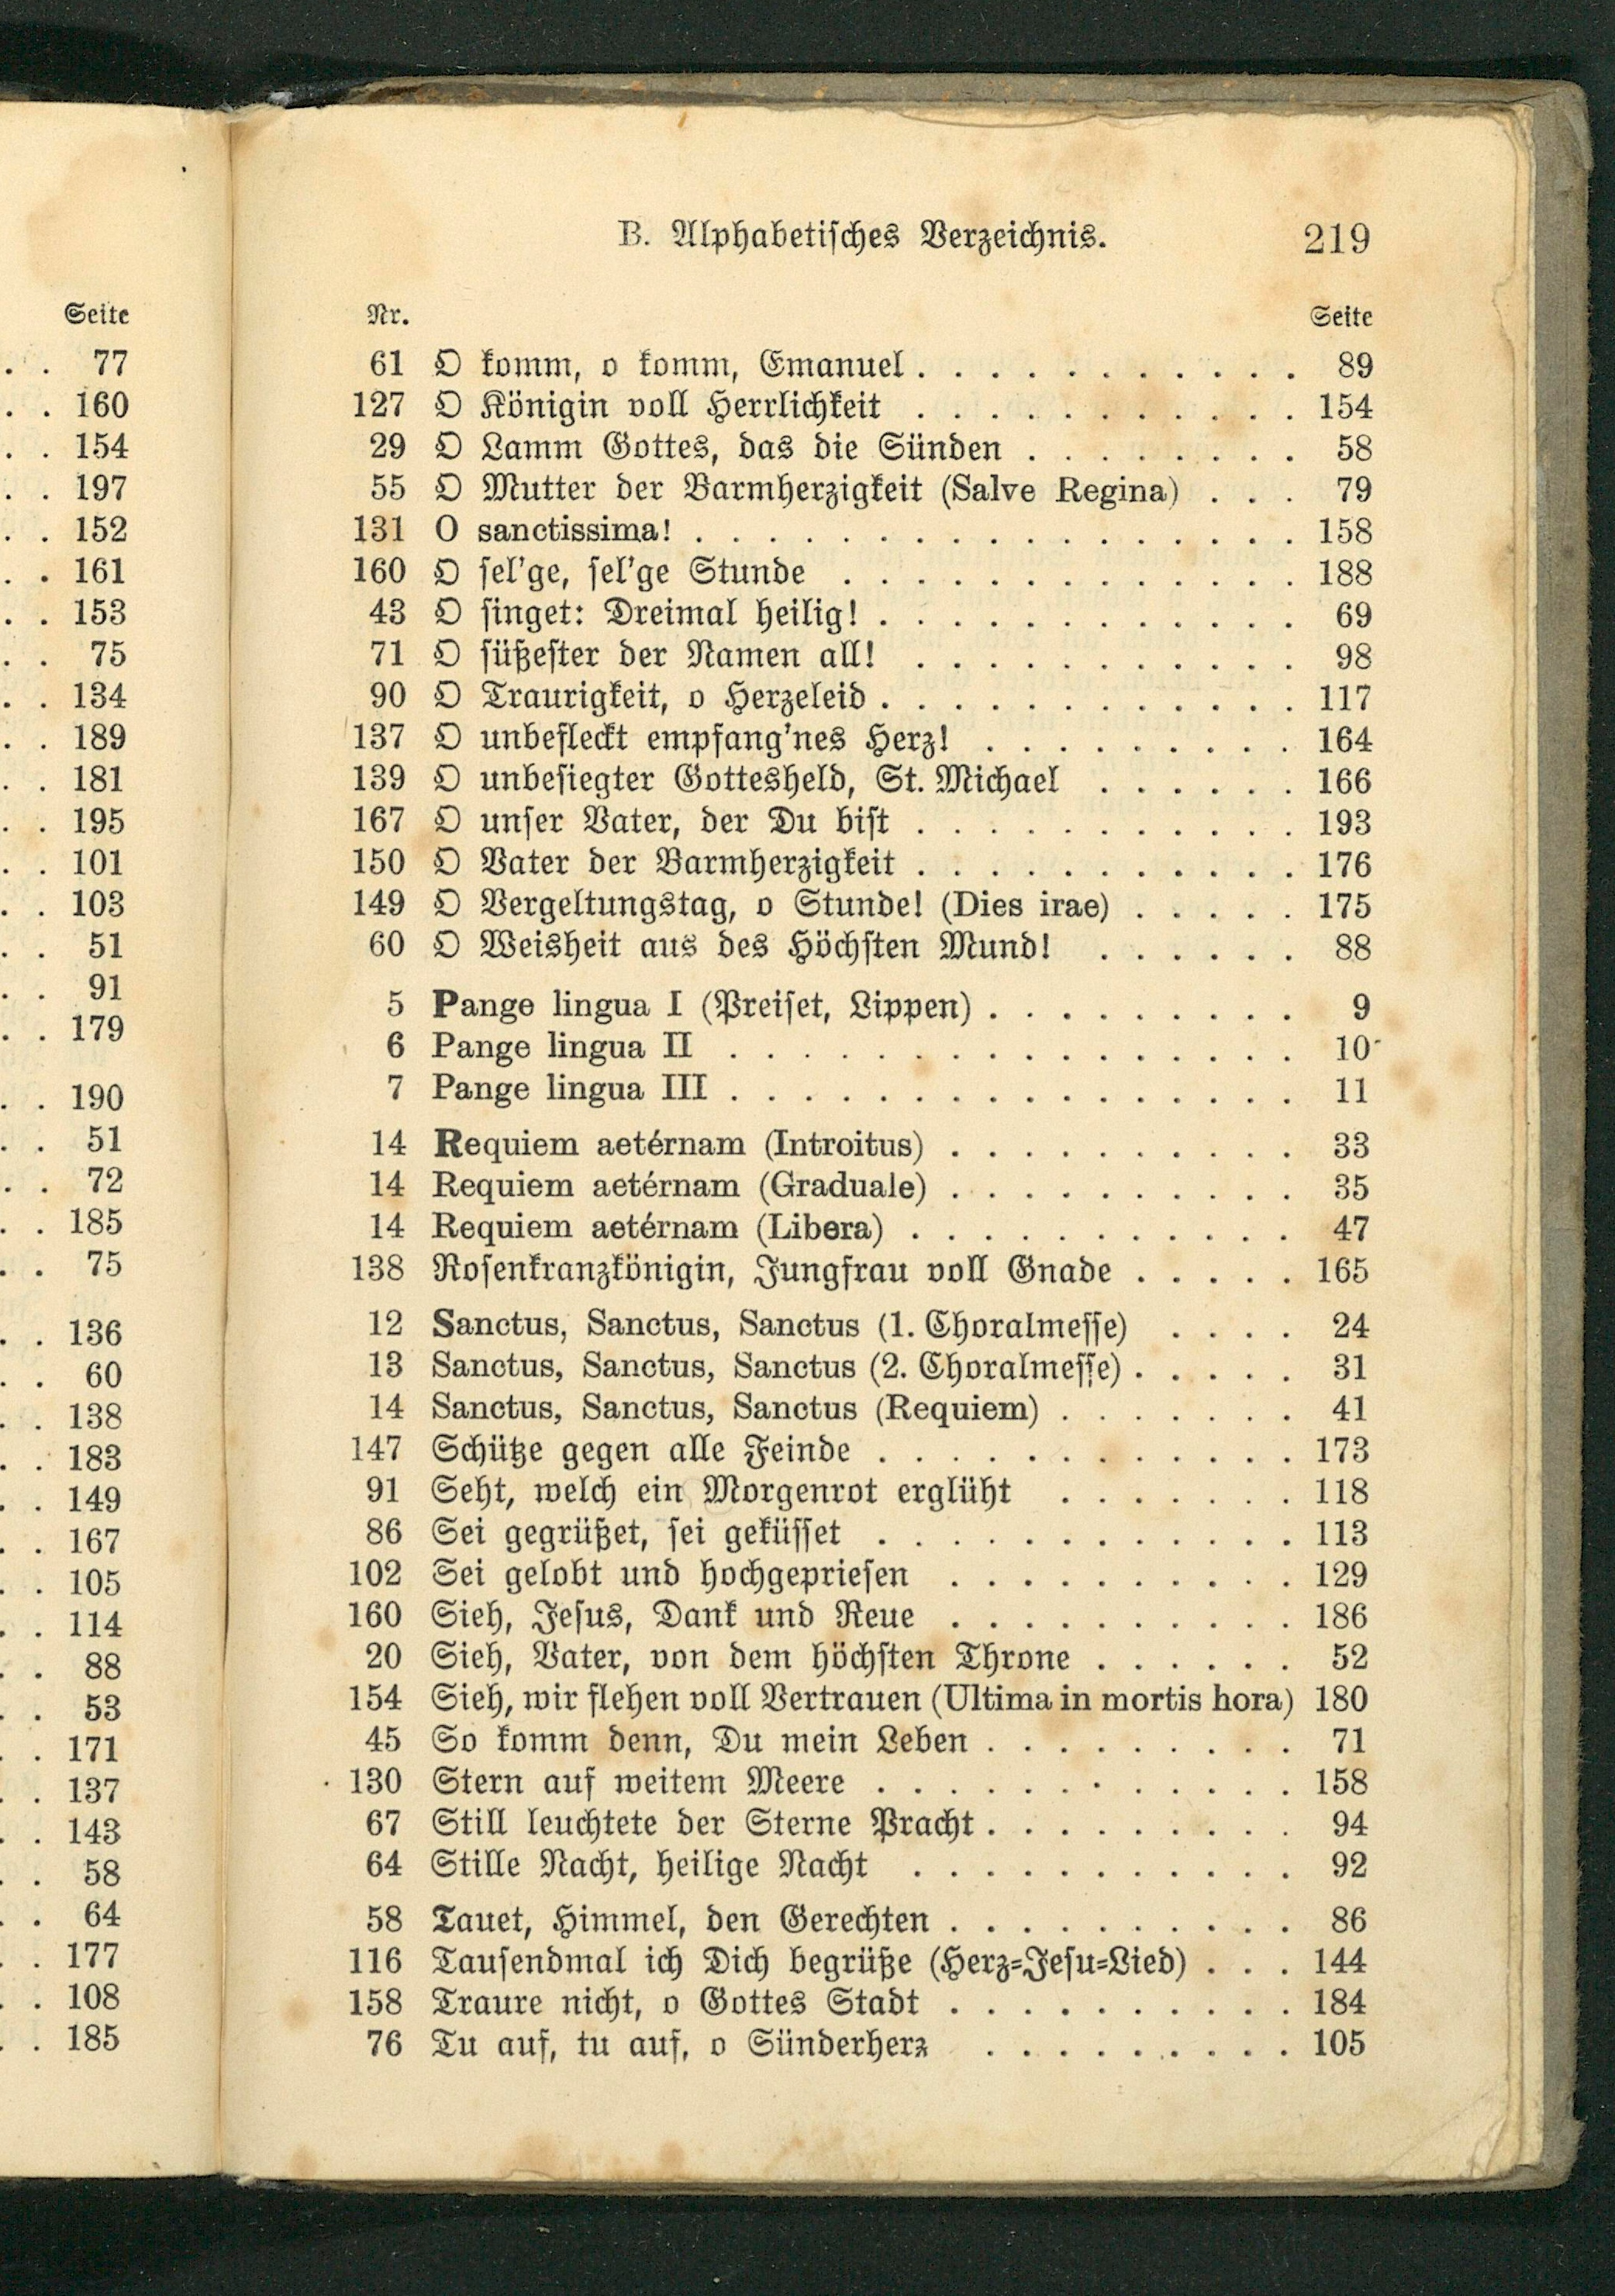 Seite
. . 77
. . 160
. . 154
. . 197
. . 152
. . 161
. . 153
. . 75
. . 134
. . 189
. . 181
. . 195
. . 101
. . 103
. . 51
. . 91
. . 179
. . 190
. . 51
. . 72
. . 185
. . 75
. . 136
. . 60
. . 138
. . 183
. . 149
. . 167
. . 105
. . 114
. . 88
. . 53
. . 171
. . 137
. . 143
. . 58
. . 64
. . 177
. . 108
. . 185
B. Alphabetisches Verzeichnis. 219
Nr. Seite
61 O komm, o komm, Emanuel . . . . . . . . . . . 89
127 O Königin voll Herrlichkeit . . . . . . . . . . . 154
29 O Lamm Gottes, das die Sünden . . . . . . . . 58
55 O Mutter der Barmherzigkeit (Salve Regina) . . . 79
131 O sanctissima! . . . . . . . . . . . . . . . . . 158
160 O sel'ge, sel'ge Stunde . . . . . . . . . . . . . 188
43 O singet: Dreimal heilig! . . . . . . . . . . . . 69
71 O süßester der Namen all! . . . . . . . . . . . 98
90 O Traurigkeit, o Herzeleid . . . . . . . . . . . . 117
137 O unbefleckt empfang'nes Herz! . . . . . . . . . 164
139 O unbesiegter Gottesheld, St. Michael . . . . . . 166
167 O unser Vater, der Du bist . . . . . . . . . . . 193
150 O Vater der Barmherzigkeit . . . . . . . . . . . 176
149 O Vergeltungstag, o Stunde! (Dies irae) . . . . . 175
60 O Weisheit aus des Höchsten Mund! . . . . . . 88
5 Pange lingua I (Preiset, Lippen) . . . . . . . . . 9
6 Pange lingua II . . . . . . . . . . . . . . . . 10
7 Pange lingua III . . . . . . . . . . . . . . . . 11
14 Requiem aetérnam (Introitus) . . . . . . . . . . 33
14 Requiem aetérnam (Graduale) . . . . . . . . . . 35
14 Requiem aetérnam (Libera) . . . . . . . . . . . 47
138 Rosenkranzkönigin, Jungfrau voll Gnade . . . . . 165
12 Sanctus, Sanctus, Sanctus (1. Choralmesse) . . . . 24
13 Sanctus, Sanctus, Sanctus (2. Choralmesse) . . . . . 31
14 Sanctus, Sanctus, Sanctus (Requiem) . . . . . . . 41
147 Schütze gegen alle Feinde . . . . . . . . . . . . 173
91 Seht, welch ein Morgenrot erglüht . . . . . . . 118
86 Sei gegrüßet, sei geküsset . . . . . . . . . . . . 113
102 Sei gelobt und hochgepriesen . . . . . . . . . . 129
160 Sieh, Jesus, Dank und Reue . . . . . . . . . . 186
20 Sieh, Vater, von dem höchsten Throne . . . . . . 52
154 Sieh, wir flehen voll Vertrauen (Ultima in mortis hora) 180
45 So komm denn, Du mein Leben . . . . . . . . . 71
130 Stern auf weitem Meere . . . . . . . . . . . . 158
67 Still leuchtete der Sterne Pracht . . . . . . . . . 94
64 Stille Nacht, heilige Nacht . . . . . . . . . . . 92
58 Tauet, Himmel, den Gerechten . . . . . . . . . . 86
116 Tausendmal ich Dich begrüße (Herz-Jesu-Lied) . . . 144
158 Traure nicht, o Gottes Stadt . . . . . . . . . . 184
76 Tu auf, tu auf, o Sünderherz . . . . . . . . . 105